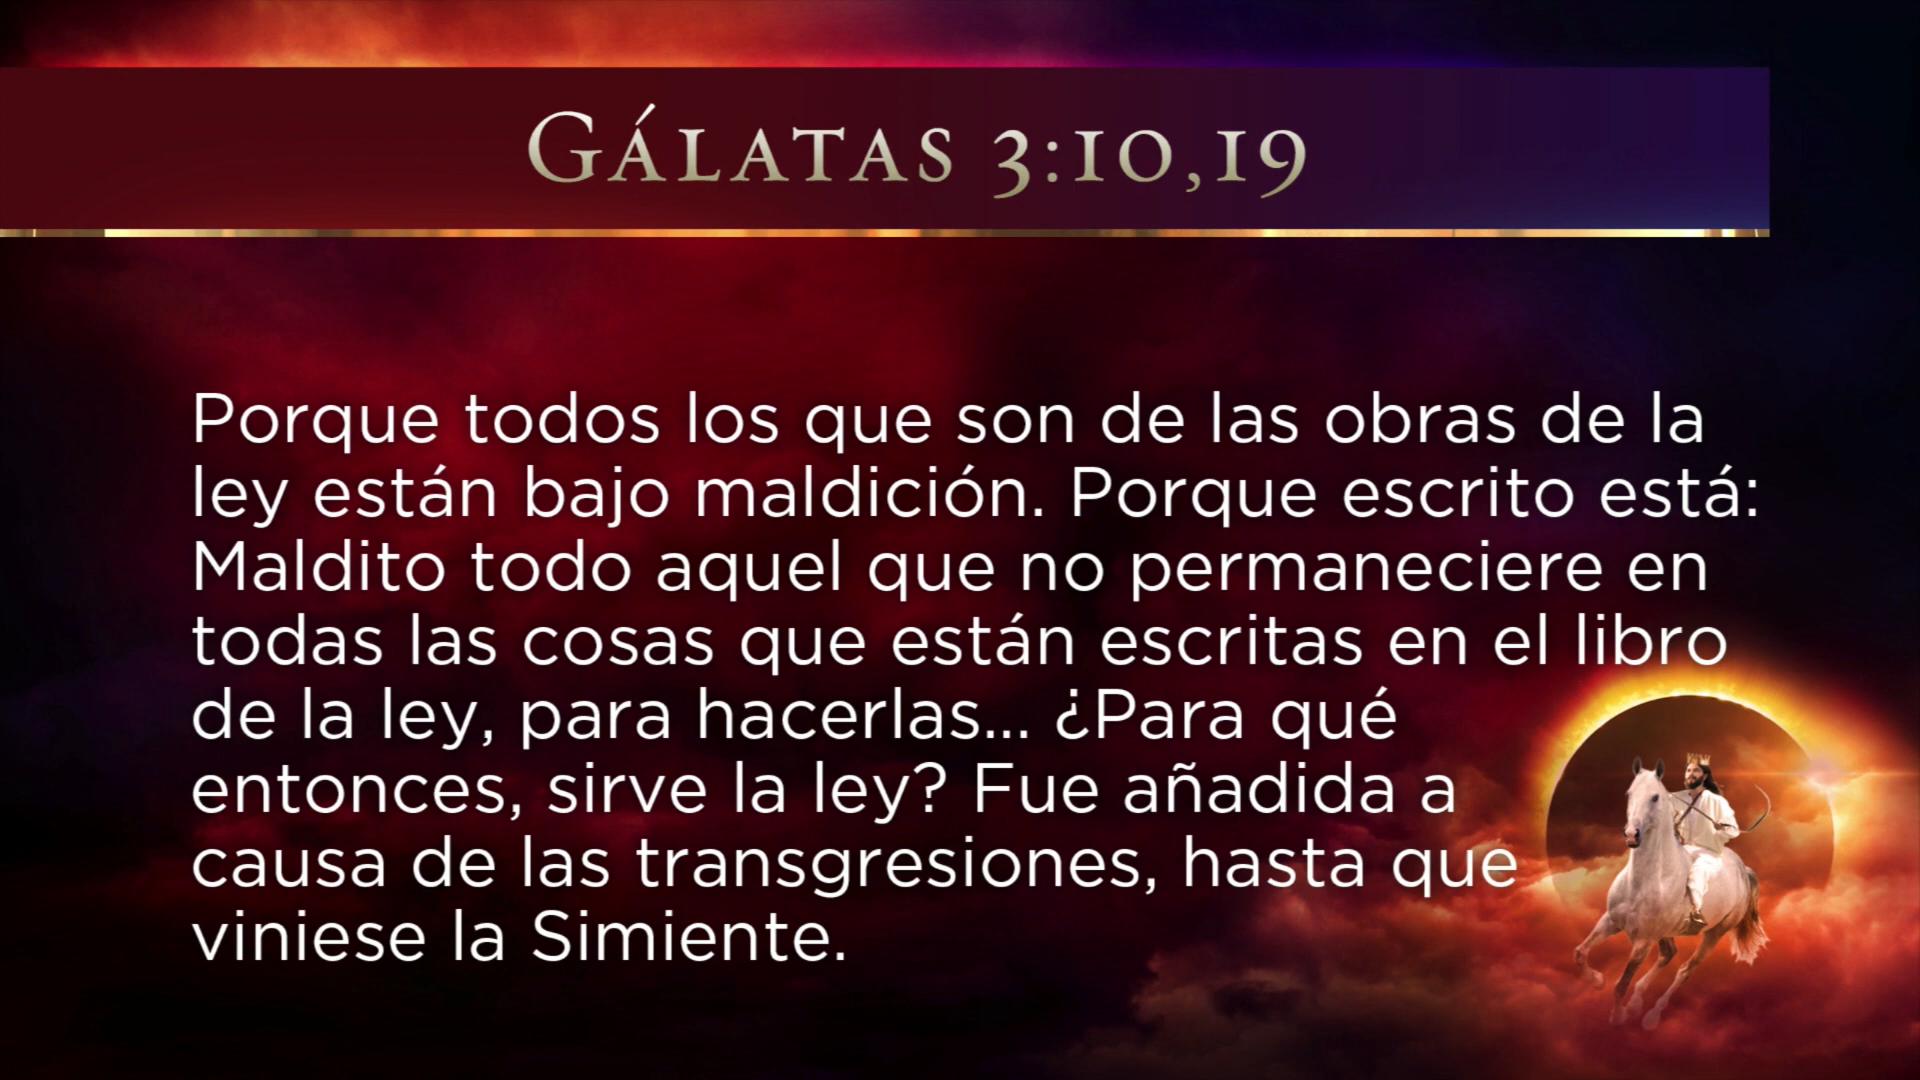 Gálatas 3:10,19
Porque todos los que son de las obras de la
ley están bajo maldición. Porque escrito está:
Maldito todo aquel que no permaneciere en
todas las cosas que están escritas en el libro
de la ley, para hacerlas... ¿Para qué
entonces, sirve la ley? Fue añadida a
causa de las transgresiones, hasta que
viniese la Simiente.